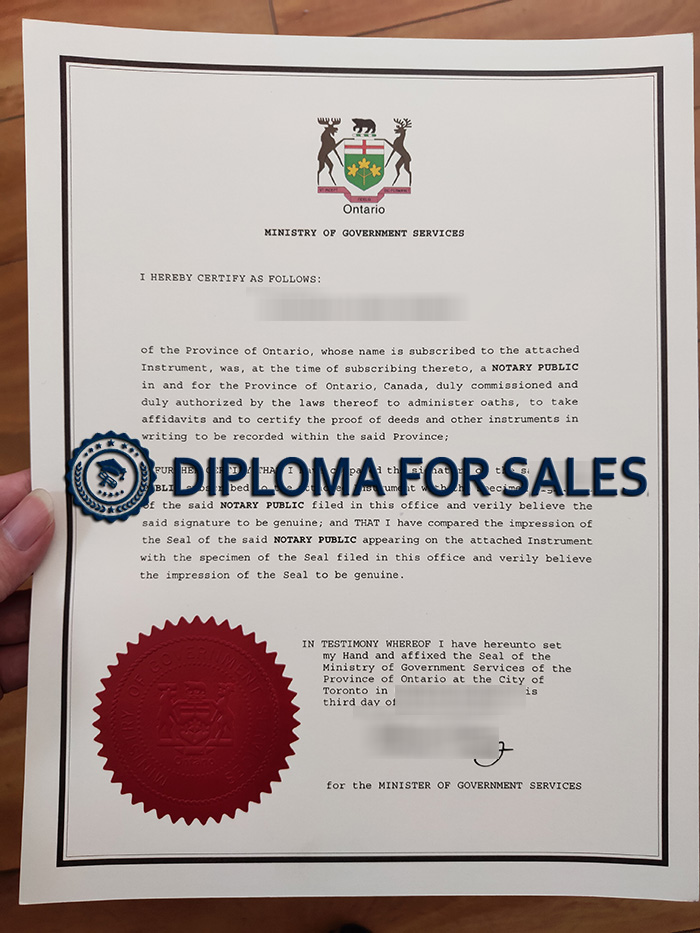 Ontario
MINISTRY OF GOVERNMENT SERVICES
I HEREBY CERTIFY AS FOLLOWS:
of the Province of Ontario, whose name is subscribed to the attached
Instrument, was, at the time of subscribing thereto, a NOTARY PUBLIC
in and for the Province of Ontario, Canada, duly commissioned and
duly authorized by the laws thereof to administer oaths, to take
affidavits and to certify the proof of deeds and other instruments in
writing to be recorded within the said Province;
FURTHER CERTIFY THAT I have compared the signature of the
DIPLOMA FOR SALES
of the said NOTARY PUBLIC filed in this office and verily believe the
said signature to be genuine; and THAT I have compared the impression of
the Seal of the said NOTARY PUBLIC appearing on the attached Instrument
with the specimen of the Seal filed in this office and verily believe
the impression of the Seal to be genuine.
IN TESTIMONY WHEREOF I have hereunto set
my Hand and affixed the Seal of the
Ministry of Government Services of the
Province of Ontario at the City of
Toronto in is
third day of
for the MINISTER OF GOVERNMENT SERVICES